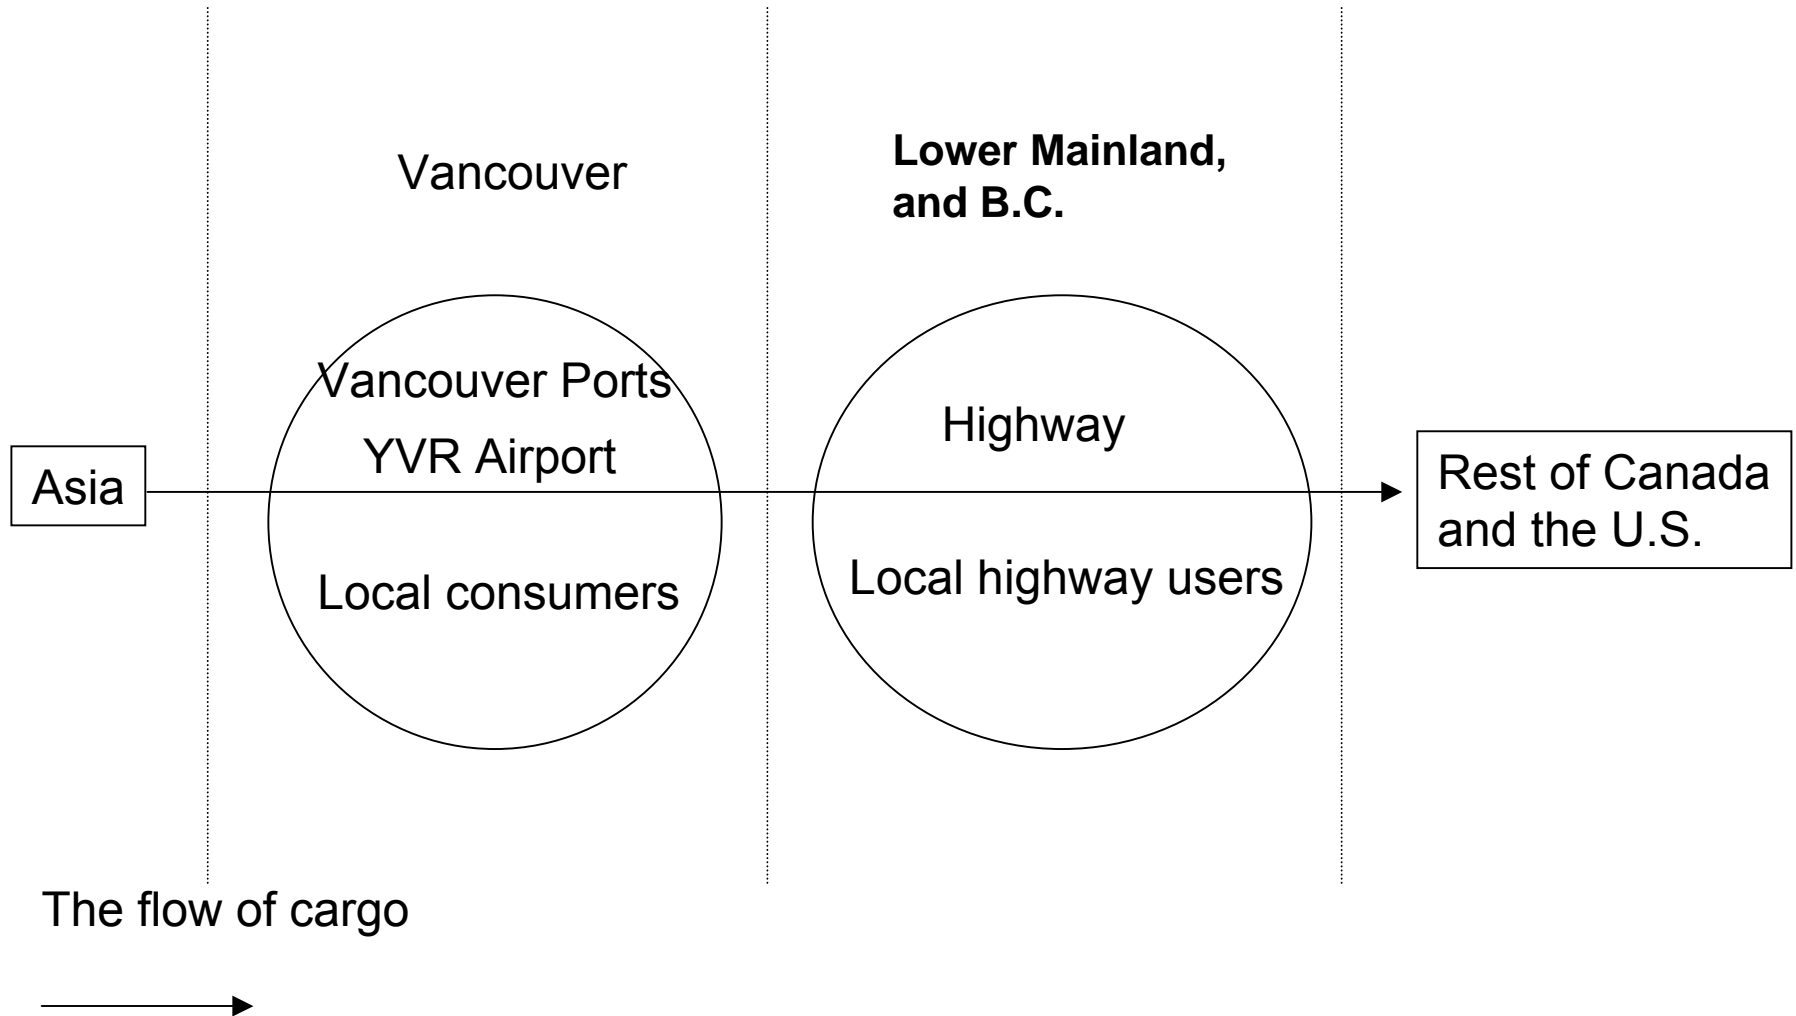 Vancouver
Lower Mainland,
and B.C.
Vancouver Ports
YVR Airport
Highway
Asia
Rest of Canada
and the U.S.
Local consumers
Local highway users
The flow of cargo